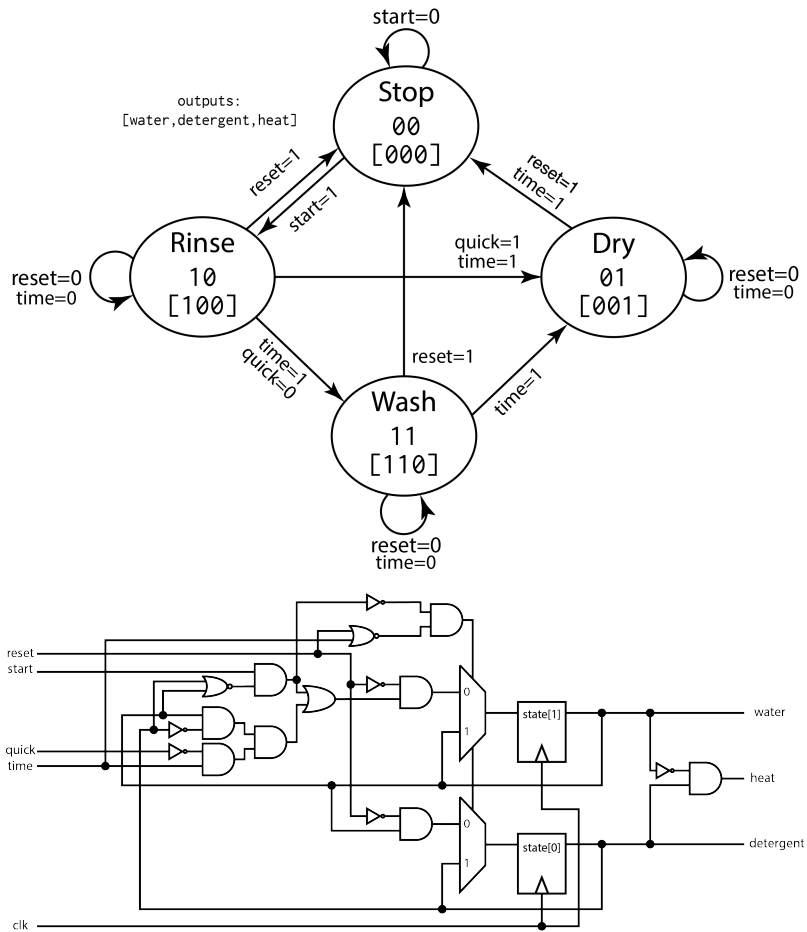 start=0
Stop
00
[000]
outputs:
[water,detergent,heat]
reset=1
start=1
reset=1
time=1
Rinse
10
[100]
reset=0
time=0
quick=1
time=1
Dry
01
[001]
reset=0
time=0
time=1
quick=0
reset=1
time=1
Wash
11
[110]
reset=0
time=0
reset
start
quick
time
0
1
state[1]
water
heat
0
1
state[0]
detergent
clk